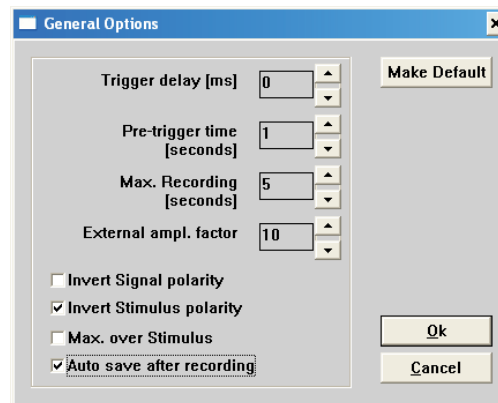 General Options
Trigger delay [ms] 0
Make Default
Pre-trigger time
[seconds] 1
Max. Recording
[seconds] 5
External ampl. factor 10
Invert Signal polarity
Invert Stimulus polarity
Max. over Stimulus
Ok
Auto save after recording
Cancel